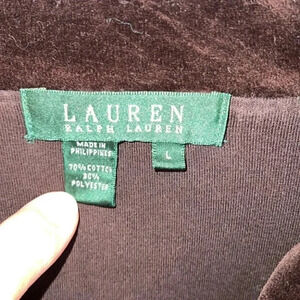 LAUREN
RALPH LAUREN
MADE IN
PHILIPPINES
L
70% COTTON
30% POLYESTER